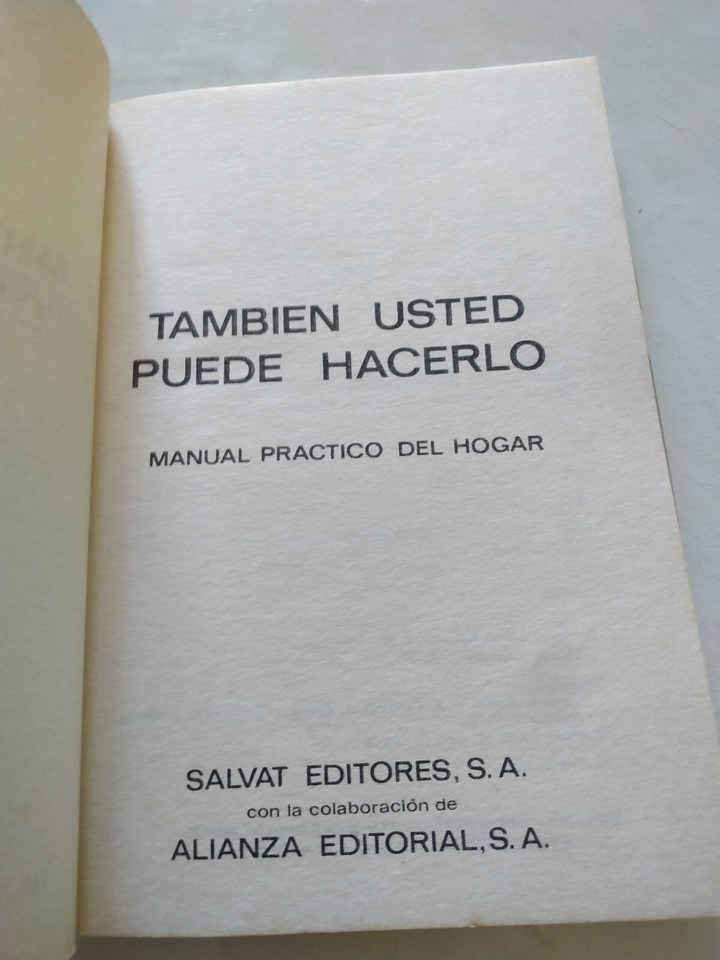 TAMBIEN USTED
PUEDE HACERLO
MANUAL PRACTICO DEL HOGAR
SALVAT EDITORES, S. A.
con la colaboración de
ALIANZA EDITORIAL, S. A.